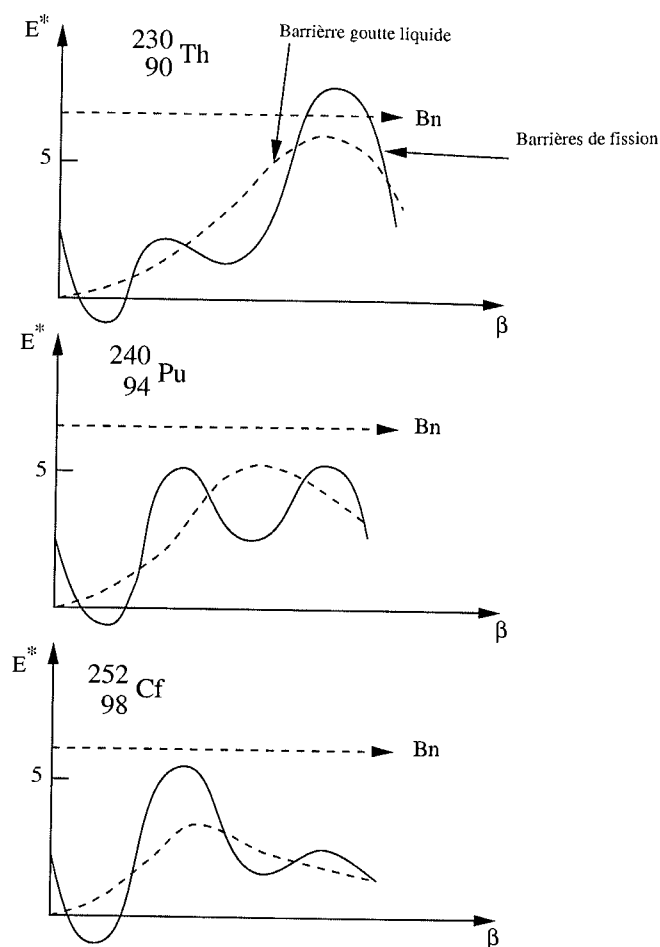 E*
230
90 Th
Barrièrre goutte liquide
Bn
5
Barrières de fission
β
E*
240
94 Pu
Bn
5
β
E*
252
98 Cf
Bn
5
β